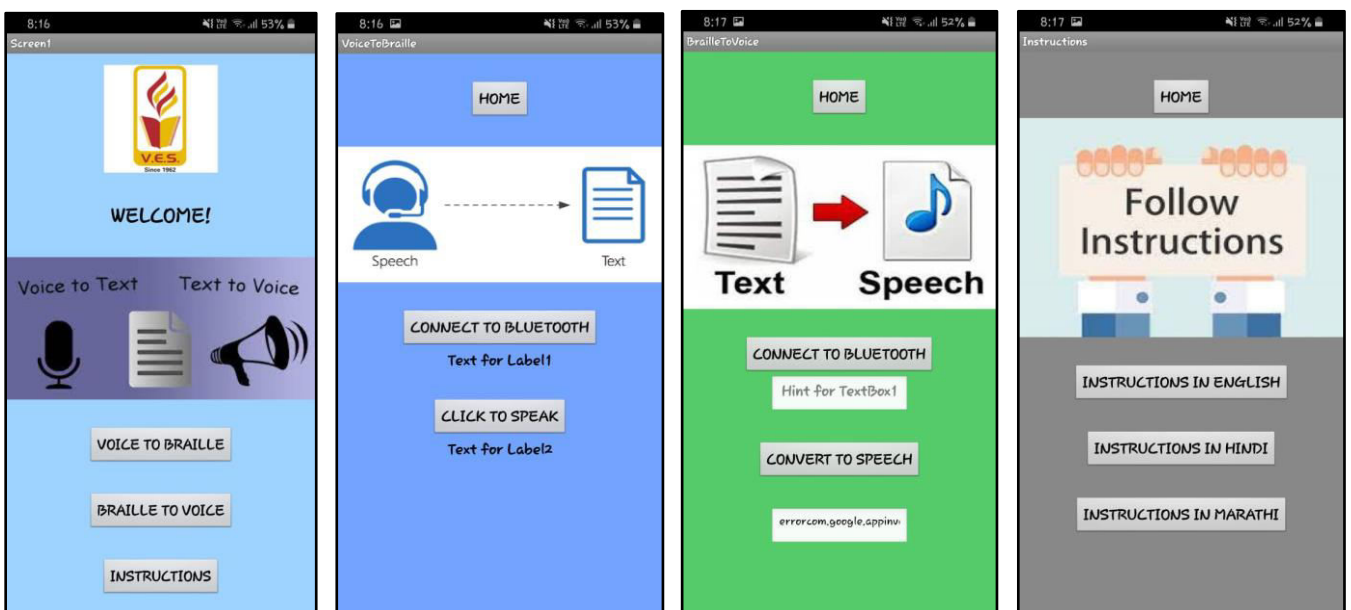 8:16 53%
Screen1
V.E.S.
Since 1962
WELCOME!
Voice to Text Text to Voice
VOICE TO BRAILLE
BRAILLE TO VOICE
INSTRUCTIONS
8:16 53%
VoiceToBraille
HOME
Speech Text
CONNECT TO BLUETOOTH
Text for Label1
CLICK TO SPEAK
Text for Label2
8:17 52%
BrailleToVoice
HOME
Text Speech
CONNECT TO BLUETOOTH
Hint for TextBox1
CONVERT TO SPEECH
errorcom.google.appinv
8:17 52%
Instructions
HOME
Follow
Instructions
INSTRUCTIONS IN ENGLISH
INSTRUCTIONS IN HINDI
INSTRUCTIONS IN MARATHI